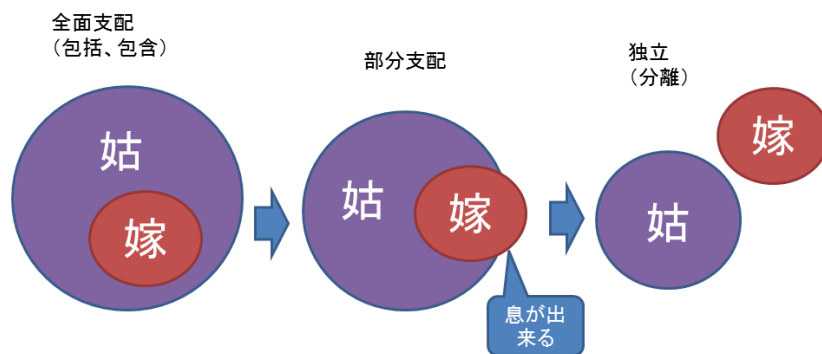 全面支配
（包括、包含）
姑
嫁
部分支配
姑
嫁
息が出
来る
独立
（分離）
嫁
姑